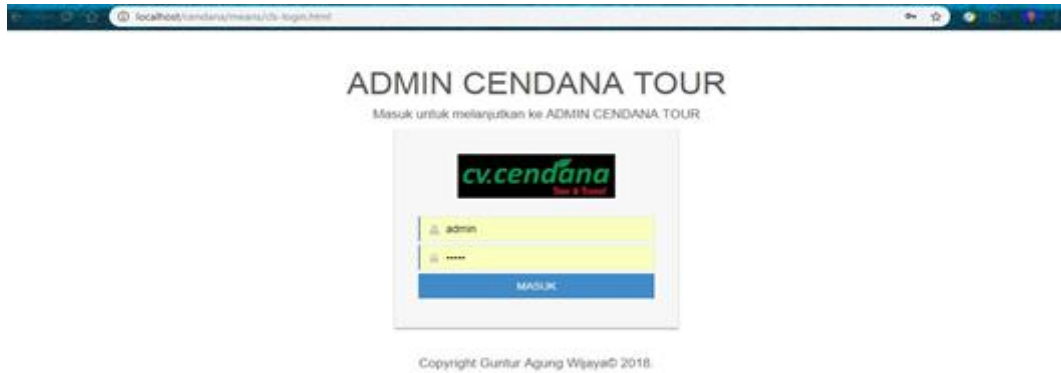 localhost/cendana/means/cls-login.html
ADMIN CENDANA TOUR
Masuk untuk melanjutkan ke ADMIN CENDANA TOUR
cv.cendana
Tour & Travel
admin
•••••
MASUK
Copyright Guntur Agung Wijaya© 2018.